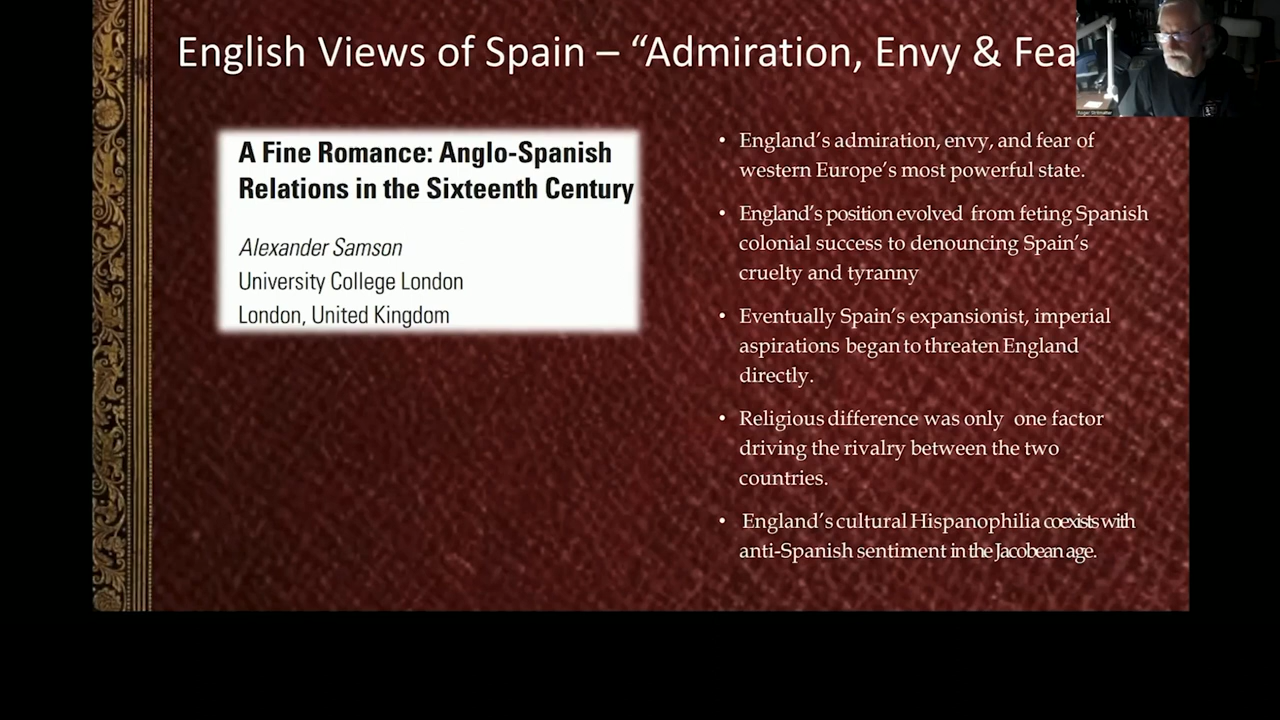 English Views of Spain – “Admiration, Envy & Fea
A Fine Romance: Anglo-Spanish
Relations in the Sixteenth Century
Alexander Samson
University College London
London, United Kingdom
• England’s admiration, envy, and fear of
western Europe’s most powerful state.
• England’s position evolved from feting Spanish
colonial success to denouncing Spain’s
cruelty and tyranny
• Eventually Spain’s expansionist, imperial
aspirations began to threaten England
directly.
• Religious difference was only one factor
driving the rivalry between the two
countries.
• England’s cultural Hispanophilia coexists with
anti-Spanish sentiment in the Jacobean age.